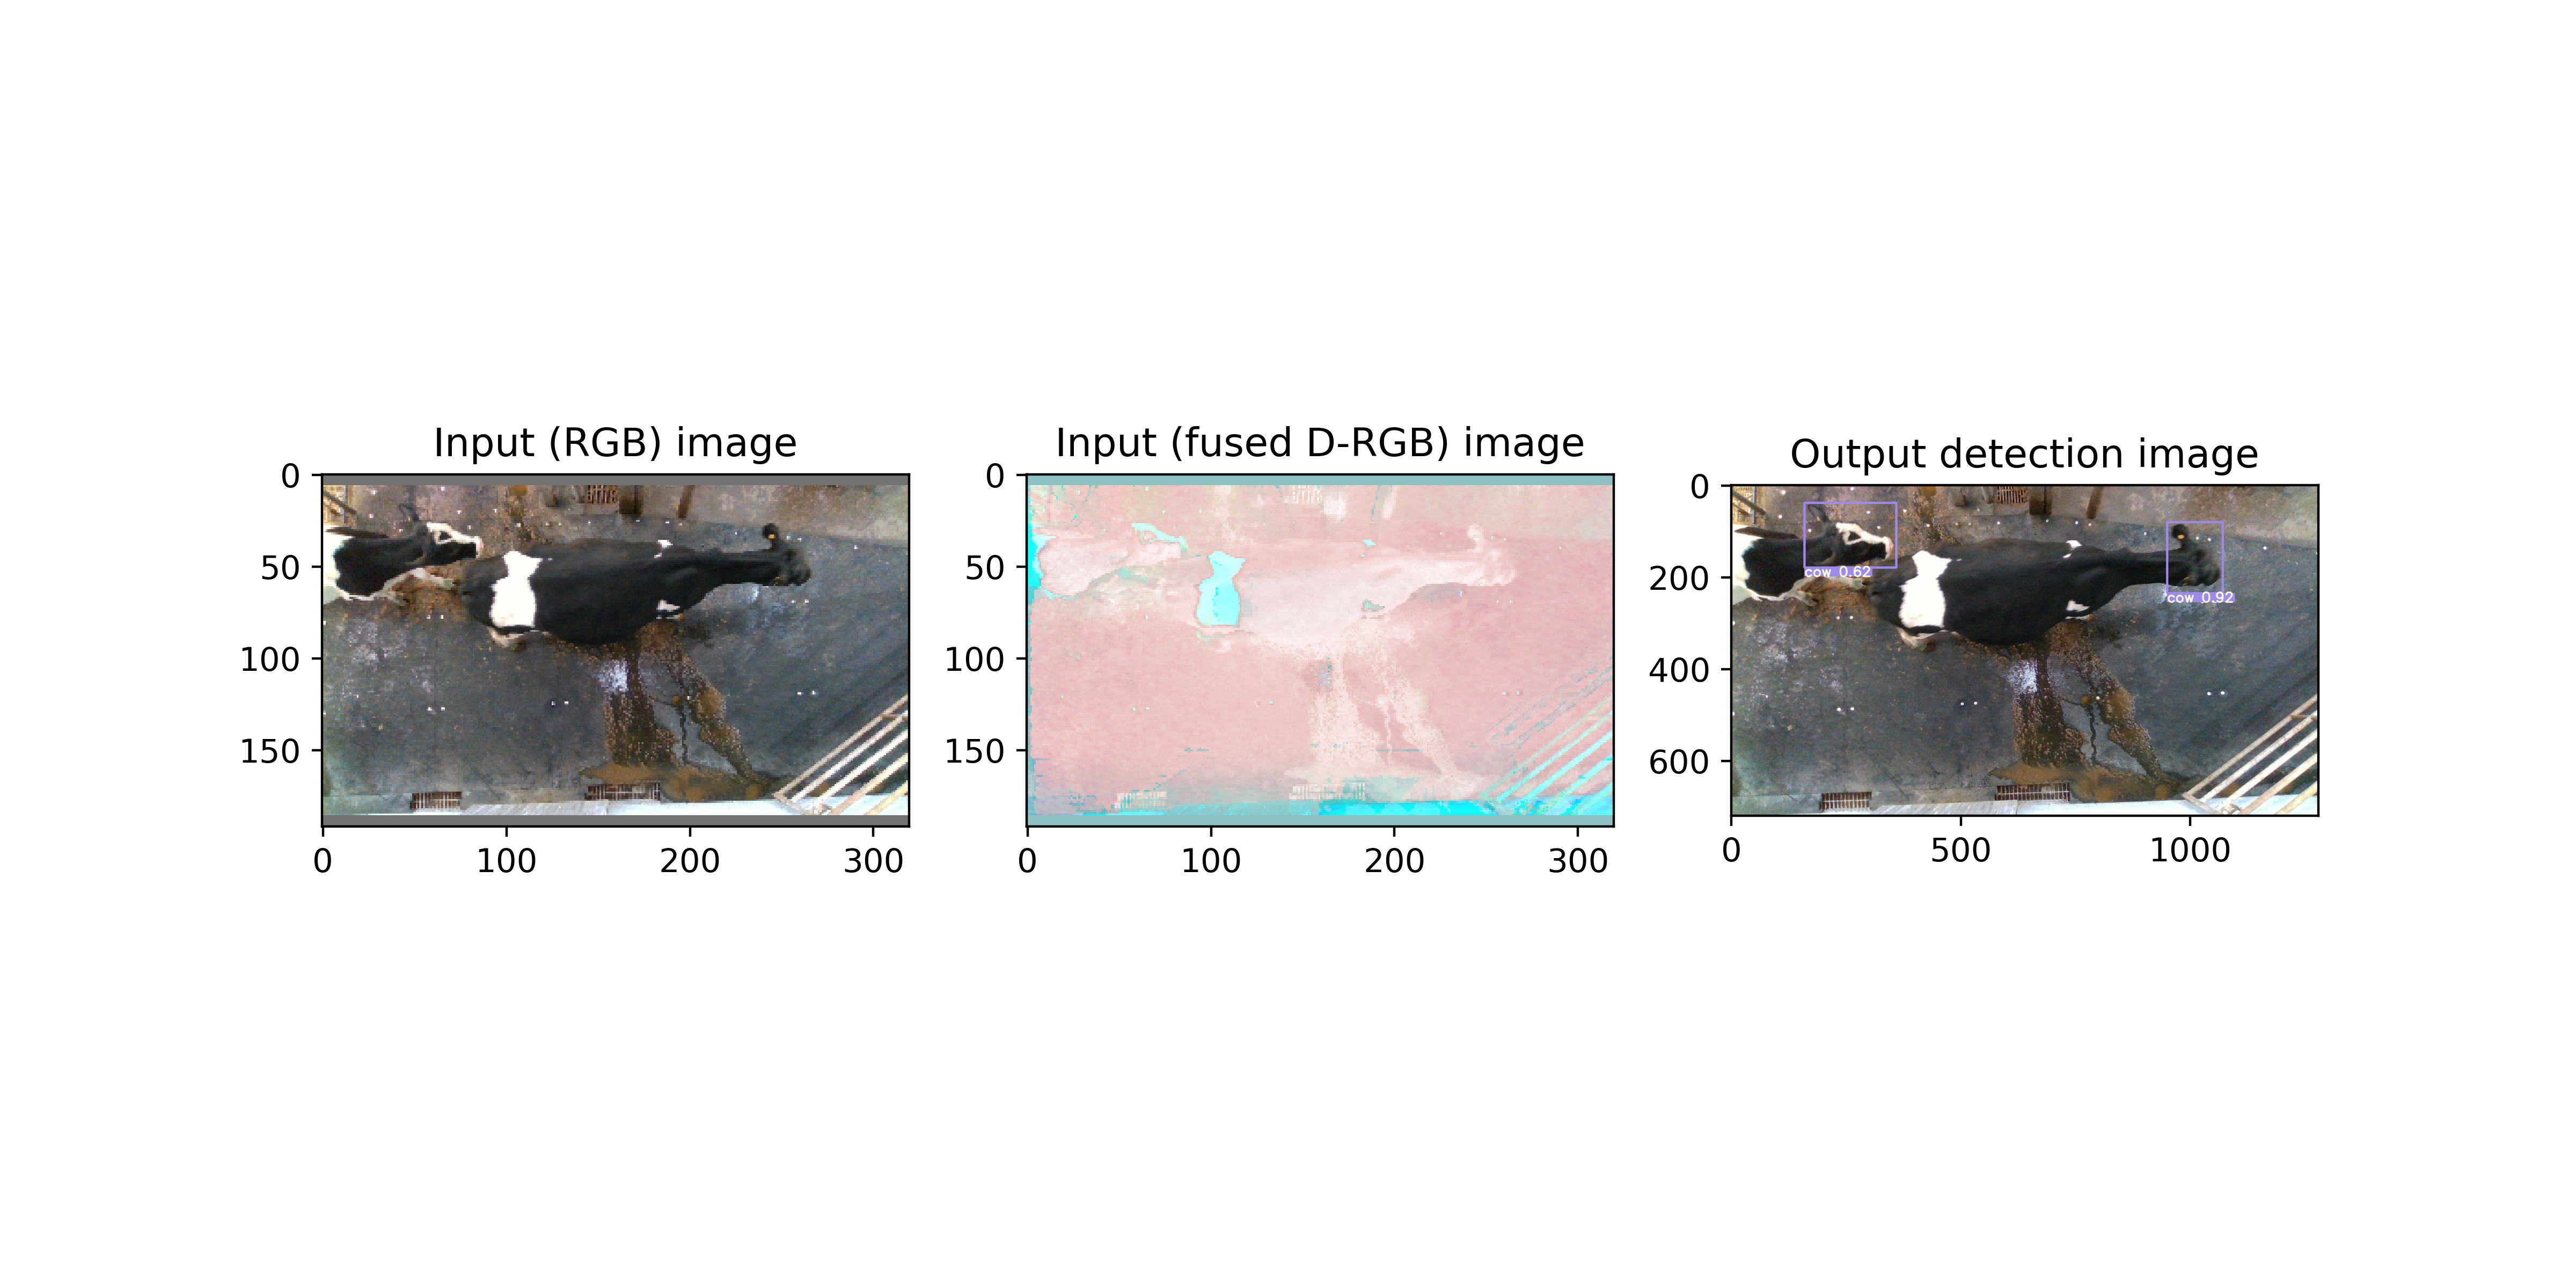 Input (RGB) image
0
50
100
150
0 100 200 300
Input (fused D-RGB) image
0
50
100
150
0 100 200 300
Output detection image
0
200
400
600
0 500 1000
cow 0.62
cow 0.92